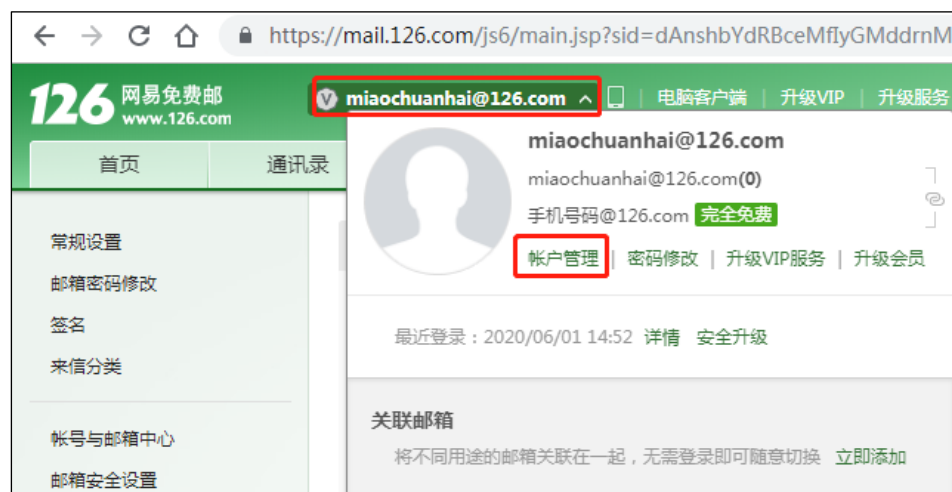 https://mail.126.com/js6/main.jsp?sid=dAnshbYdRBceMfIyGMddrnM
126 网易免费邮
www.126.com
V miaochuanhai@126.com 电脑客户端 | 升级VIP | 升级服务
首页 通讯录
miaochuanhai@126.com
miaochuanhai@126.com(0)
手机号码@126.com 完全免费
帐户管理 | 密码修改 | 升级VIP服务 | 升级会员
最近登录：2020/06/01 14:52 详情 安全升级
关联邮箱
将不同用途的邮箱关联在一起，无需登录即可随意切换 立即添加
常规设置
邮箱密码修改
签名
来信分类
帐号与邮箱中心
邮箱安全设置